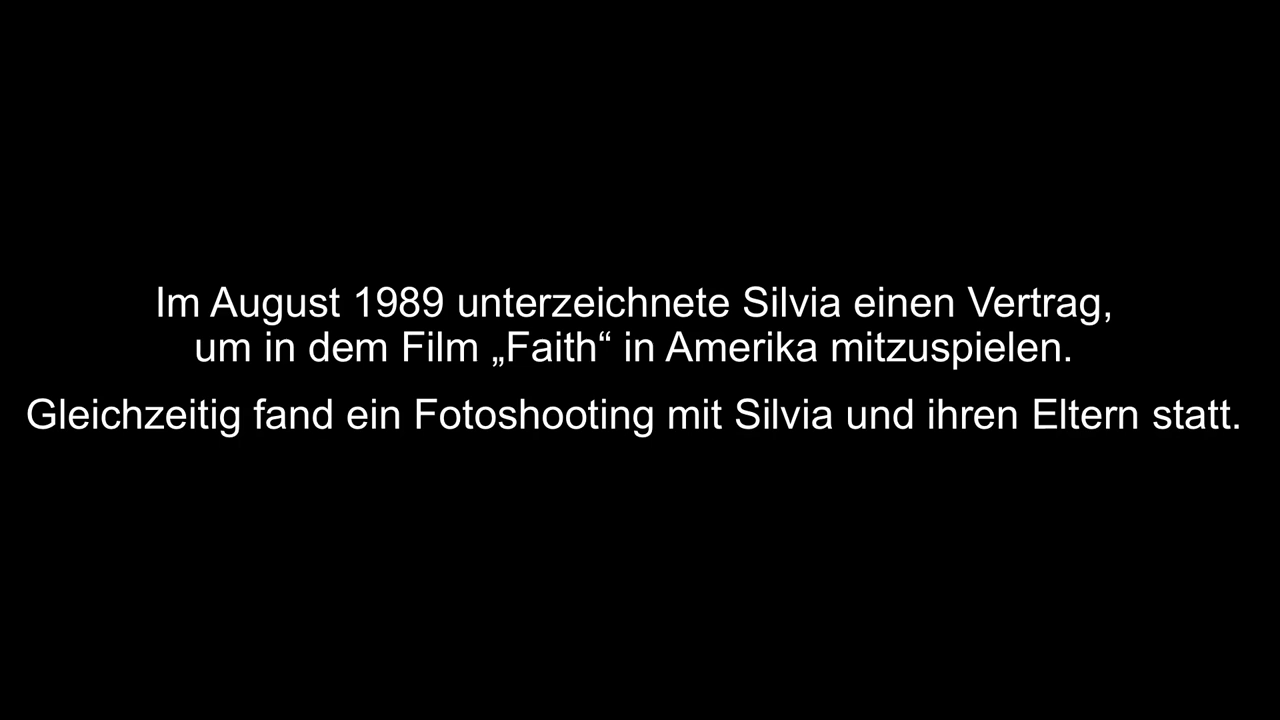 Im August 1989 unterzeichnete Silvia einen Vertrag,
um in dem Film „Faith“ in Amerika mitzuspielen.
Gleichzeitig fand ein Fotoshooting mit Silvia und ihren Eltern statt.